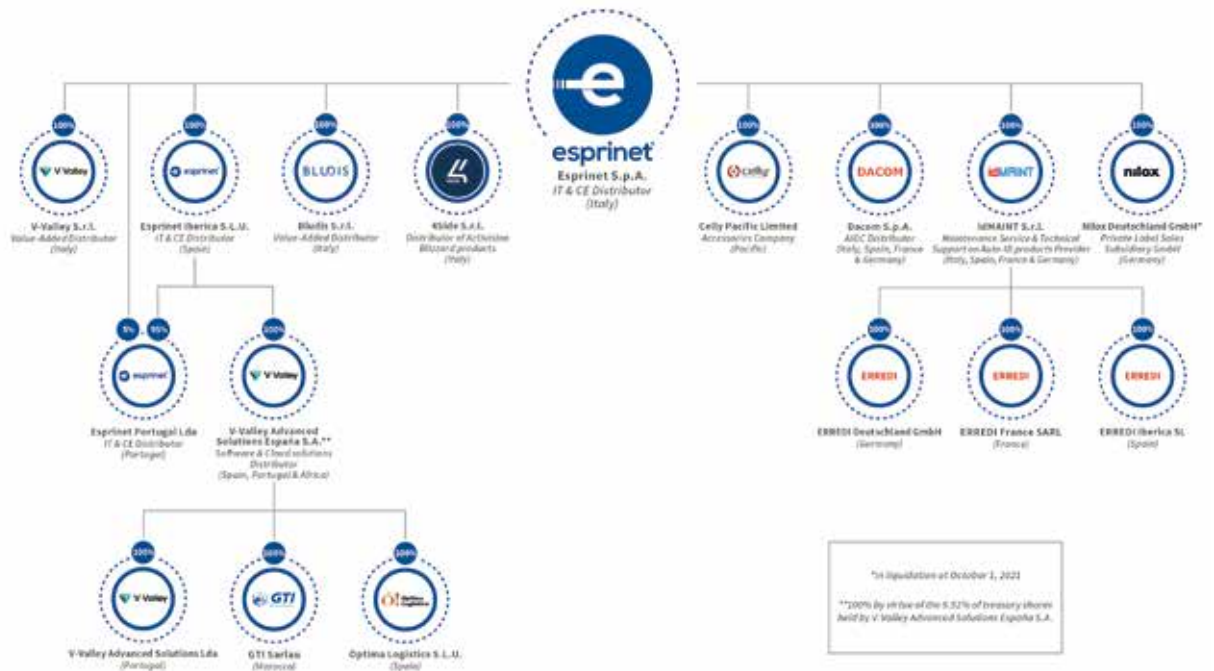 e
esprinet
Esprinet S.p.A.
IT & CE Distributor
(Italy)
100%
V-Valley
V-Valley S.r.l.
Value-Added Distributor
(Italy)
100%
esprinet
Esprinet Iberica S.L.U.
IT & CE Distributor
(Spain)
100%
BLUDIS
Bludis S.r.l.
Value-Added Distributor
(Italy)
100%
4Side S.r.l.
Distributor of Activision
Blizzard products
(Italy)
100%
celly
Celly Pacific Limited
Accessories Company
(Pacific)
100%
DACOM
Dacom S.p.A.
AIDC Distributor
(Italy, Spain, France
& Germany)
100%
idMAINT
idMAINT S.r.l.
Maintenance Service & Technical
Support on Auto-ID products Provider
(Italy, Spain, France & Germany)
100%
nilox
Nilox Deutschland GmbH*
Private Label Sales
Subsidiary GmbH
(Germany)
5%
95%
esprinet
Esprinet Portugal Lda
IT & CE Distributor
(Portugal)
100%
V-Valley
V-Valley Advanced
Solutions España S.A.**
Software & Cloud solutions
Distributor
(Spain, Portugal & Africa)
100%
ERREDI
ERREDI Deutschland GmbH
(Germany)
100%
ERREDI
ERREDI France SARL
(France)
100%
ERREDI
ERREDI Iberica SL
(Spain)
100%
V-Valley
V-Valley Advanced Solutions Lda
(Portugal)
100%
GTI
GTI Sarlau
(Morocco)
100%
Optima
Logistics
Optima Logistics S.L.U.
(Spain)
*In liquidation at October 1, 2021
**100% by virtue of the of treasury shares
held by V-Valley Advanced Solutions España S.A.